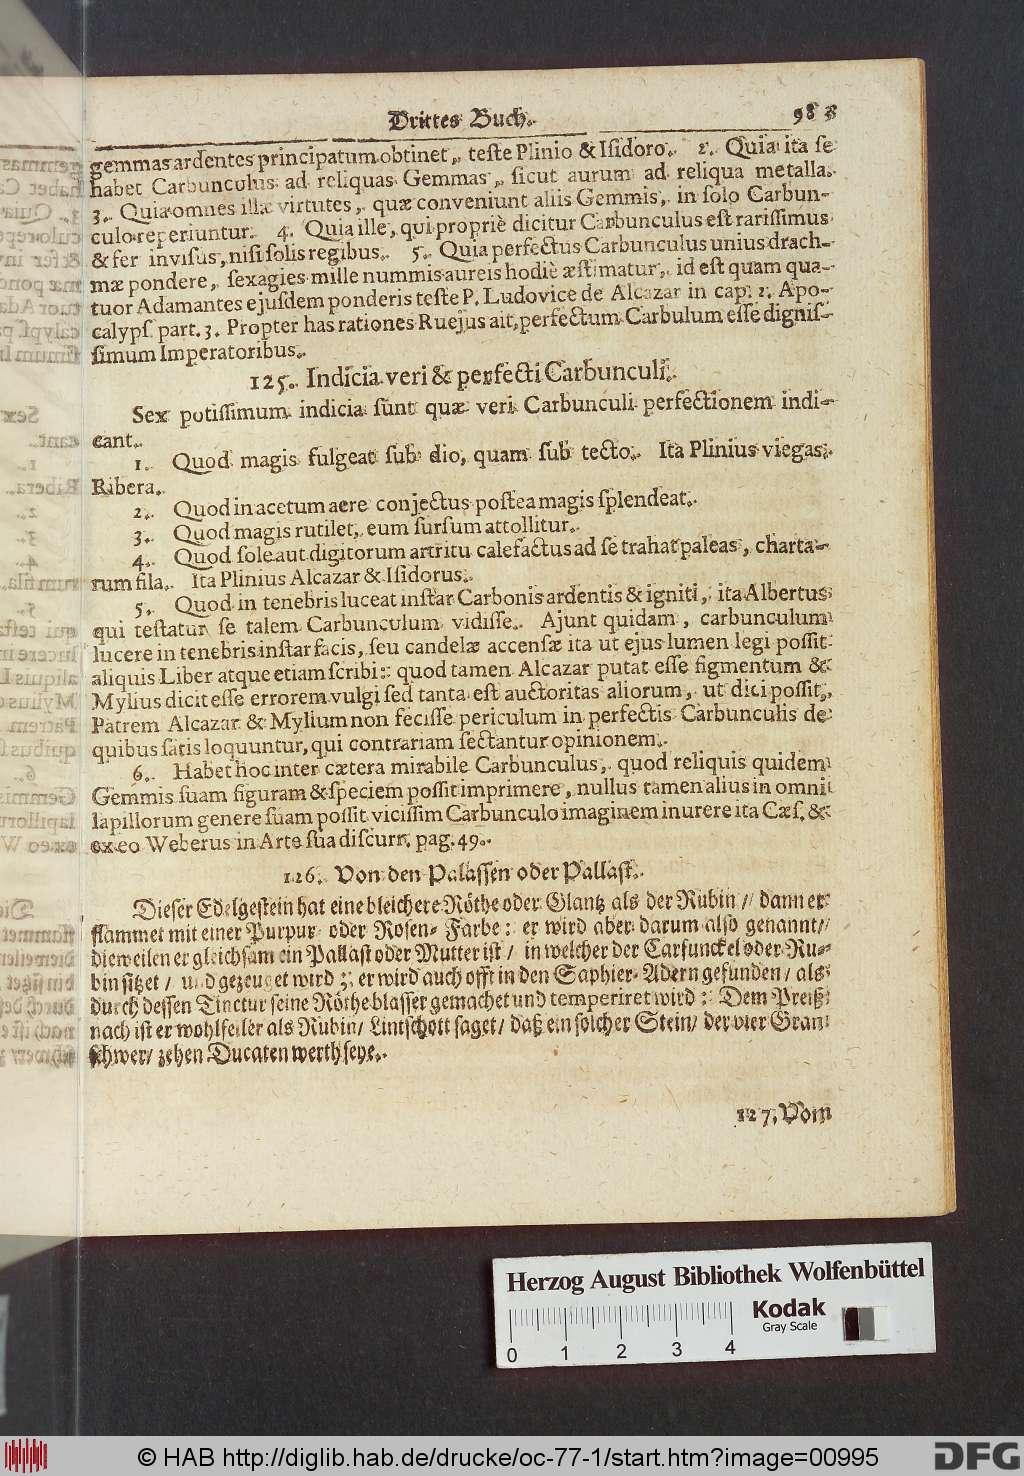 Drittes Buch. 983
gemmas ardentes principatum obtinet, teste Plinio & Isidoro. 2. Quia ita se
habet Carbunculus ad reliquas Gemmas, sicut aurum ad reliqua metalla.
3. Quia omnes illæ virtutes, quæ conveniunt aliis Gemmis, in solo Carbun-
culo reperiuntur. 4. Quia ille, qui propriè dicitur Carbunculus est rarissimus
& fer invisus, nisi solis regibus. 5. Quia perfectus Carbunculus unius drach-
mæ pondere, sexagies mille nummis aureis hodiè æstimatur, id est quam qua-
tuor Adamantes ejusdem ponderis teste P. Ludovice de Alcazar in cap. 2. Apo-
calyps. part. 3. Propter has rationes Ruejus ait, perfectum Carbulum esse dignis-
simum Imperatoribus.
125. Indicia veri & perfecti Carbunculi.
Sex potissimum indicia sunt quæ veri Carbunculi perfectionem indi-
cant.
1. Quod magis fulgeat sub dio, quam sub tecto. Ita Plinius viegas.
Ribera.
2. Quod in acetum aere conjectus postea magis splendeat.
3. Quod magis rutilet, eum sursum attollitur.
4. Quod sole aut digitorum artritu calefactus ad se trahat paleas, charta-
rum fila. Ita Plinius Alcazar & Isidorus.
5. Quod in tenebris luceat instar Carbonis ardentis & igniti, ita Albertus
qui testatur se talem Carbunculum vidisse. Ajunt quidam, carbunculum
lucere in tenebris instar facis, seu candelæ accensæ ita ut ejus lumen legi possit
aliquis Liber atque etiam scribi: quod tamen Alcazar putat esse figmentum &
Mylius dicit esse errorem vulgi sed tanta est auctoritas aliorum, ut dici possit,
Patrem Alcazar & Mylium non fecisse periculum in perfectis Carbunculis de
quibus satis loquuntur, qui contrariam sectantur opinionem.
6. Habet hoc inter cætera mirabile Carbunculus, quod reliquis quidem
Gemmis suam figuram & speciem possit imprimere, nullus tamen alius in omni
lapillorum genere suam possit vicissim Carbunculo imaginem inurere ita Cæs. &
ex eo Weberus in Arte sua discurr. pag. 49.
126. Von den Palassen oder Pallast.
Dieser Edelgestein hat eine bleichere Röthe oder Glantz als der Rubin / dann er
flammet mit einer Purpur- oder Rosen-Farbe: er wird aber darum also genannt /
dieweilen er gleichsam ein Pallast oder Mutter ist / in welcher der Carfunckel oder Ru-
bin sitzet / und gezeuget wird; er wird auch offt in den Saphier-Adern gefunden / als
durch dessen Tinctur seine Röthe blasser gemachet und temperiret wird: Dem Preiß
nach ist er wohlfeiler als Rubin / Lintschott saget / daß ein solcher Stein / der vier Gran
schwer / zehen Ducaten werth seye.
127. Vom
Herzog August Bibliothek Wolfenbüttel
Kodak
Gray Scale
0 1 2 3 4
© HAB http://diglib.hab.de/drucke/oc-77-1/start.htm?image=00995
DFG